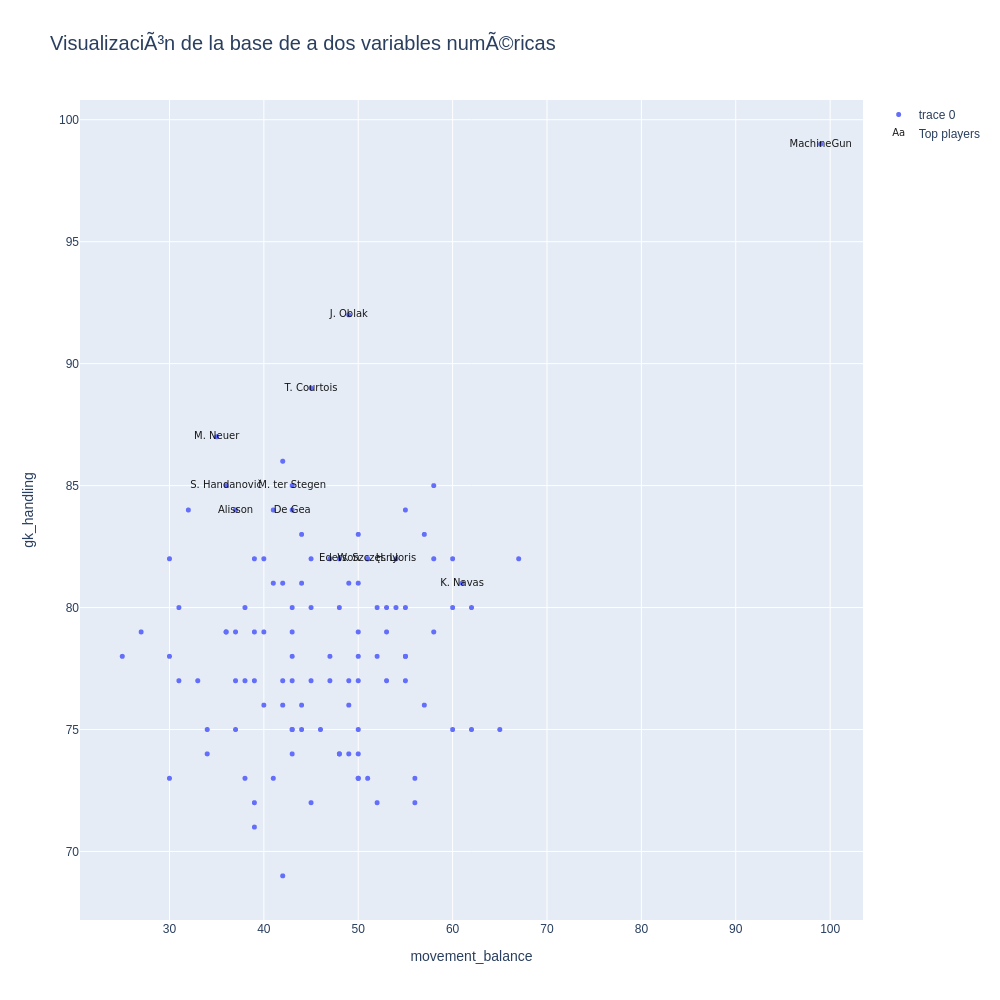 VisualizaciÃ³n de la base de a dos variables numÃ©ricas
trace 0
Aa Top players
100
95
90
85
80
75
70
gk_handling
MachineGun
J. Oblak
T. Courtois
M. Neuer
S. Handanovič
M. ter Stegen
Alisson
De Gea
H. Lloris
K. Navas
30 40 50 60 70 80 90 100
movement_balance